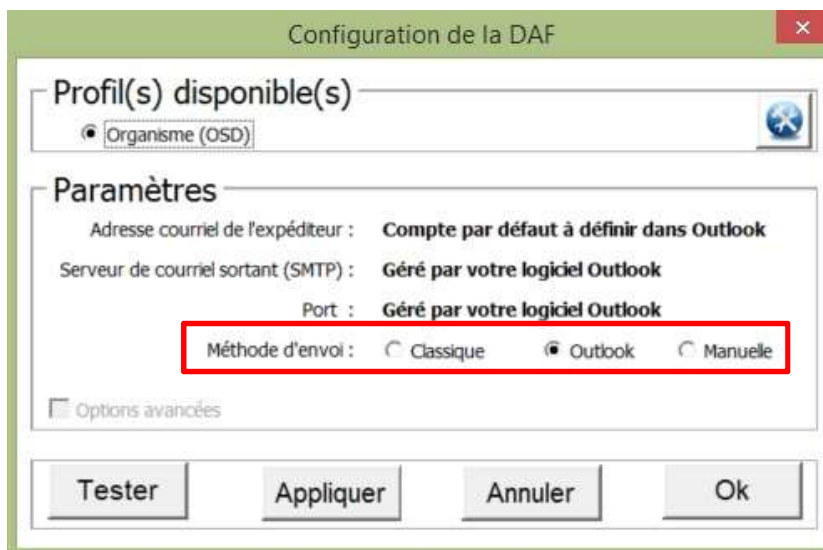 Configuration de la DAF
Profil(s) disponible(s)
Organisme (OSD)
Paramètres
Adresse courriel de l'expéditeur : Compte par défaut à définir dans Outlook
Serveur de courriel sortant (SMTP) : Géré par votre logiciel Outlook
Port : Géré par votre logiciel Outlook
Méthode d'envoi : Classique Outlook Manuelle
Options avancées
Tester Appliquer Annuler Ok